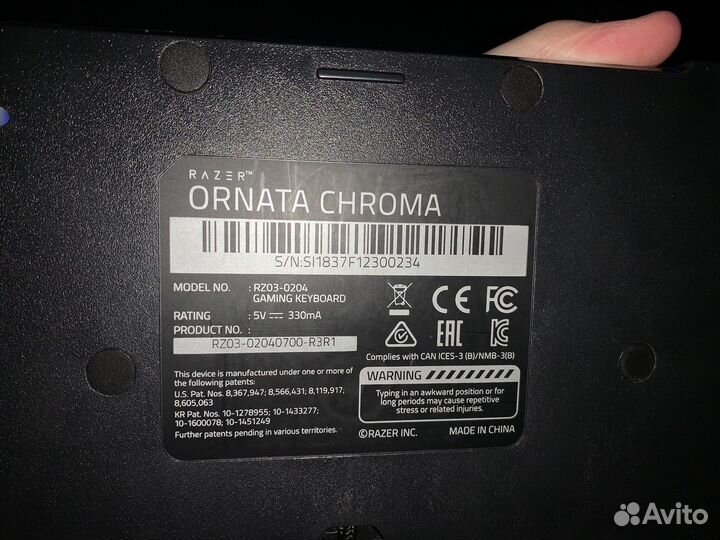 RAZER™
ORNATA CHROMA
S/N:SI1837F12300234
MODEL NO. : RZ03-0204
GAMING KEYBOARD
RATING : 5V 330mA
PRODUCT NO. :
RZ03-02040700-R3R1
FC
CE
EAC
Complies with CAN ICES-3 (B)/NMB-3(B)
This device is manufactured under one or more of
the following patents:
U.S. Pat. Nos. 8,367,947; 8,566,431; 8,119,917;
8,605,063
KR Pat. Nos. 10-1278955; 10-1433277;
10-1600078; 10-1451249
Further patents pending in various territories.
WARNING
Typing in an awkward position or for
long periods may cause repetitive
stress or related injuries.
©RAZER INC. MADE IN CHINA
Avito